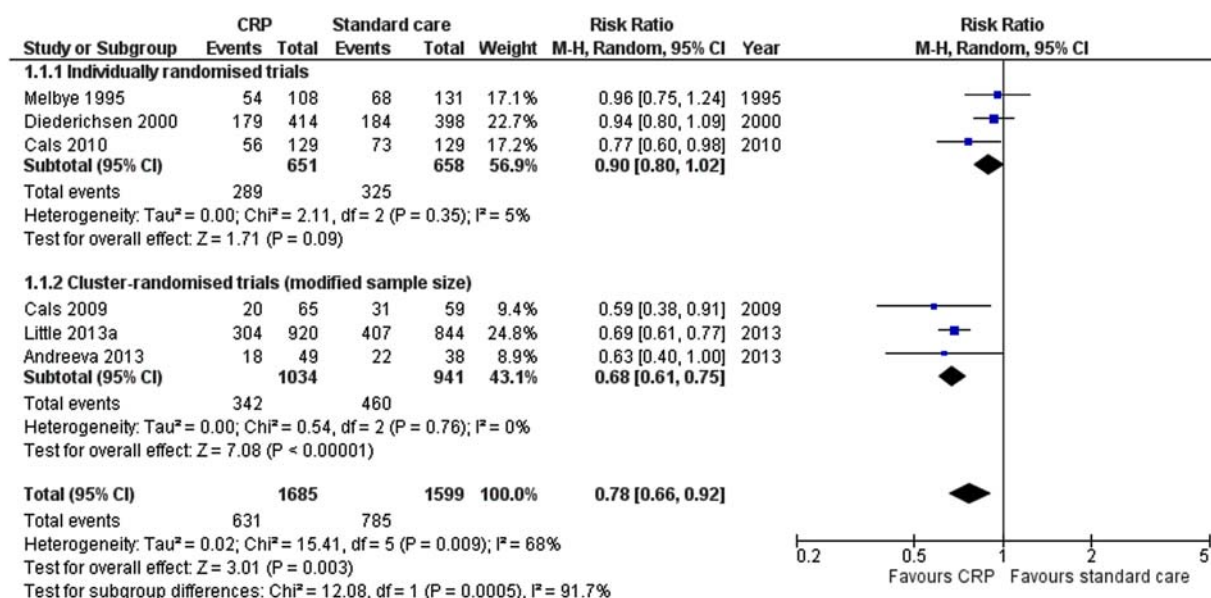 CRP Standard care Risk Ratio Risk Ratio
Study or Subgroup Events Total Events Total Weight M-H, Random, 95% CI Year M-H, Random, 95% CI
1.1.1 Individually randomised trials
Melbye 1995 54 108 68 131 17.1% 0.96 [0.75, 1.24] 1995
Diederichsen 2000 179 414 184 398 22.7% 0.94 [0.80, 1.09] 2000
Cals 2010 56 129 73 129 17.2% 0.77 [0.60, 0.98] 2010
Subtotal (95% CI) 651 658 56.9% 0.90 [0.80, 1.02]
Total events 289 325
Heterogeneity: Tau² = 0.00; Chi² = 2.11, df = 2 (P = 0.35); I² = 5%
Test for overall effect: Z = 1.71 (P = 0.09)
1.1.2 Cluster-randomised trials (modified sample size)
Cals 2009 20 65 31 59 9.4% 0.59 [0.38, 0.91] 2009
Little 2013a 304 920 407 844 24.8% 0.69 [0.61, 0.77] 2013
Andreeva 2013 18 49 22 38 8.9% 0.63 [0.40, 1.00] 2013
Subtotal (95% CI) 1034 941 43.1% 0.68 [0.61, 0.75]
Total events 342 460
Heterogeneity: Tau² = 0.00; Chi² = 0.54, df = 2 (P = 0.76); I² = 0%
Test for overall effect: Z = 7.08 (P < 0.00001)
Total (95% CI) 1685 1599 100.0% 0.78 [0.66, 0.92]
Total events 631 785
Heterogeneity: Tau² = 0.02; Chi² = 15.41, df = 5 (P = 0.009); I² = 68%
Test for overall effect: Z = 3.01 (P = 0.003)
Test for subgroup differences: Chi² = 12.08, df = 1 (P = 0.0005), I² = 91.7%
0.2 0.5 1 2 5
Favours CRP Favours standard care